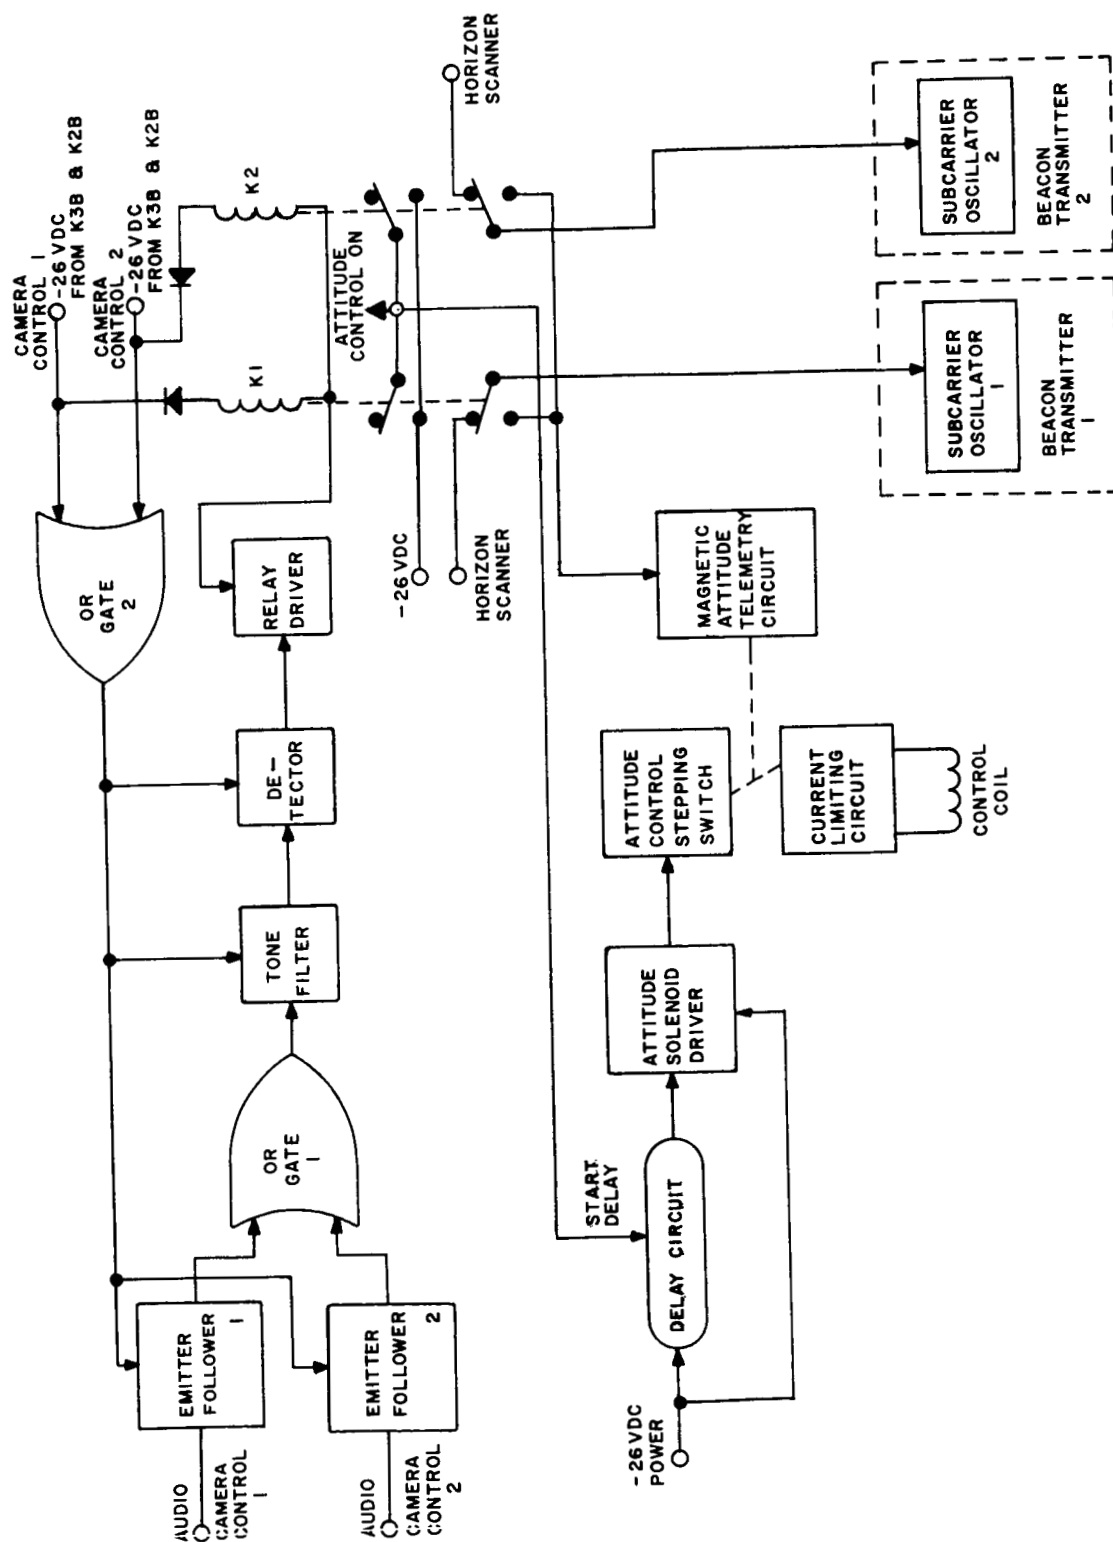 AUDIO
CAMERA
CONTROL
1
EMITTER
FOLLOWER
1
AUDIO
CAMERA
CONTROL
2
EMITTER
FOLLOWER
2
OR
GATE
1
TONE
FILTER
DE-
TECTOR
RELAY
DRIVER
OR
GATE
2
CAMERA
CONTROL 1
-26 VDC
FROM K3B & K2B
CAMERA
CONTROL 2
-26 VDC
FROM K3B & K2B
K1
K2
ATTITUDE
CONTROL ON
-26 VDC
HORIZON
SCANNER
HORIZON
SCANNER
START
DELAY
-26 VDC
POWER
DELAY CIRCUIT
ATTITUDE
SOLENOID
DRIVER
ATTITUDE
CONTROL
STEPPING
SWITCH
MAGNETIC
ATTITUDE
TELEMETRY
CIRCUIT
CURRENT
LIMITING
CIRCUIT
CONTROL
COIL
SUBCARRIER
OSCILLATOR
1
BEACON
TRANSMITTER
1
SUBCARRIER
OSCILLATOR
2
BEACON
TRANSMITTER
2